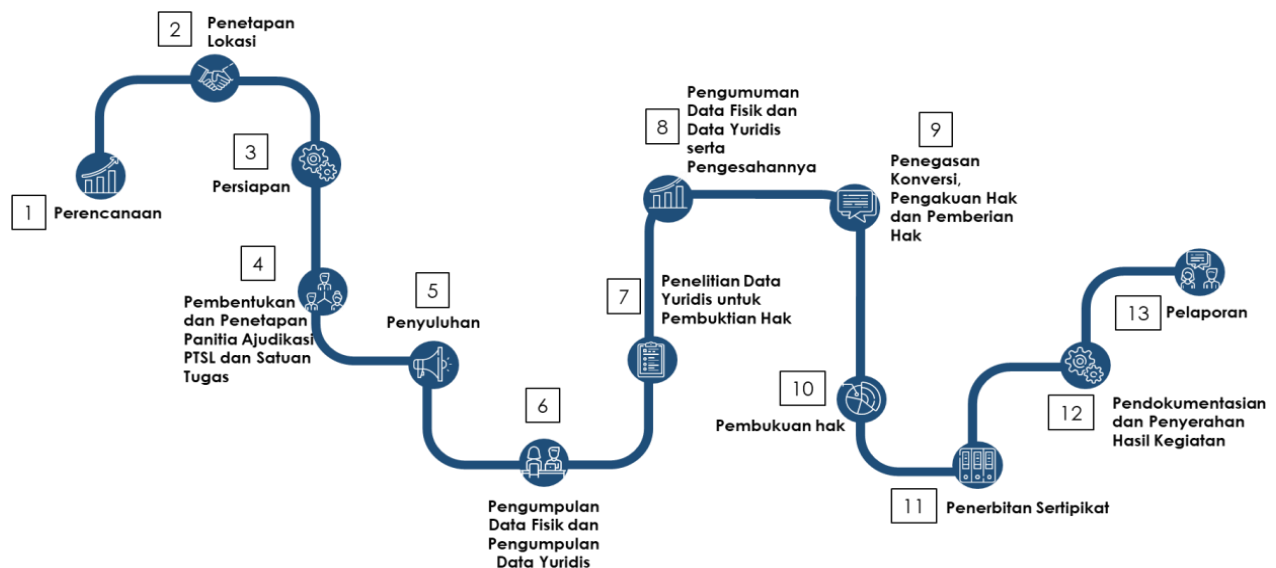 1
Perencanaan
2
Penetapan
Lokasi
3
Persiapan
4
Pembentukan
dan Penetapan
Panitia Ajudikasi
PTSL dan Satuan
Tugas
5
Penyuluhan
6
Pengumpulan
Data Fisik dan
Pengumpulan
Data Yuridis
7
Penelitian Data
Yuridis untuk
Pembuktian Hak
8
Pengumuman
Data Fisik dan
Data Yuridis
serta
Pengesahannya
9
Penegasan
Konversi,
Pengakuan Hak
dan Pemberian
Hak
10
Pembukuan hak
11
Penerbitan Sertipikat
12
Pendokumentasian
dan Penyerahan
Hasil Kegiatan
13
Pelaporan